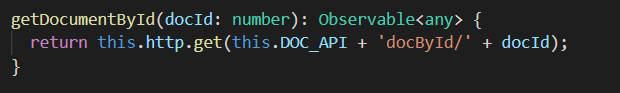 getDocumentById(docId: number): Observable<any> {
  return this.http.get(this.DOC_API + 'docById/' + docId);
}